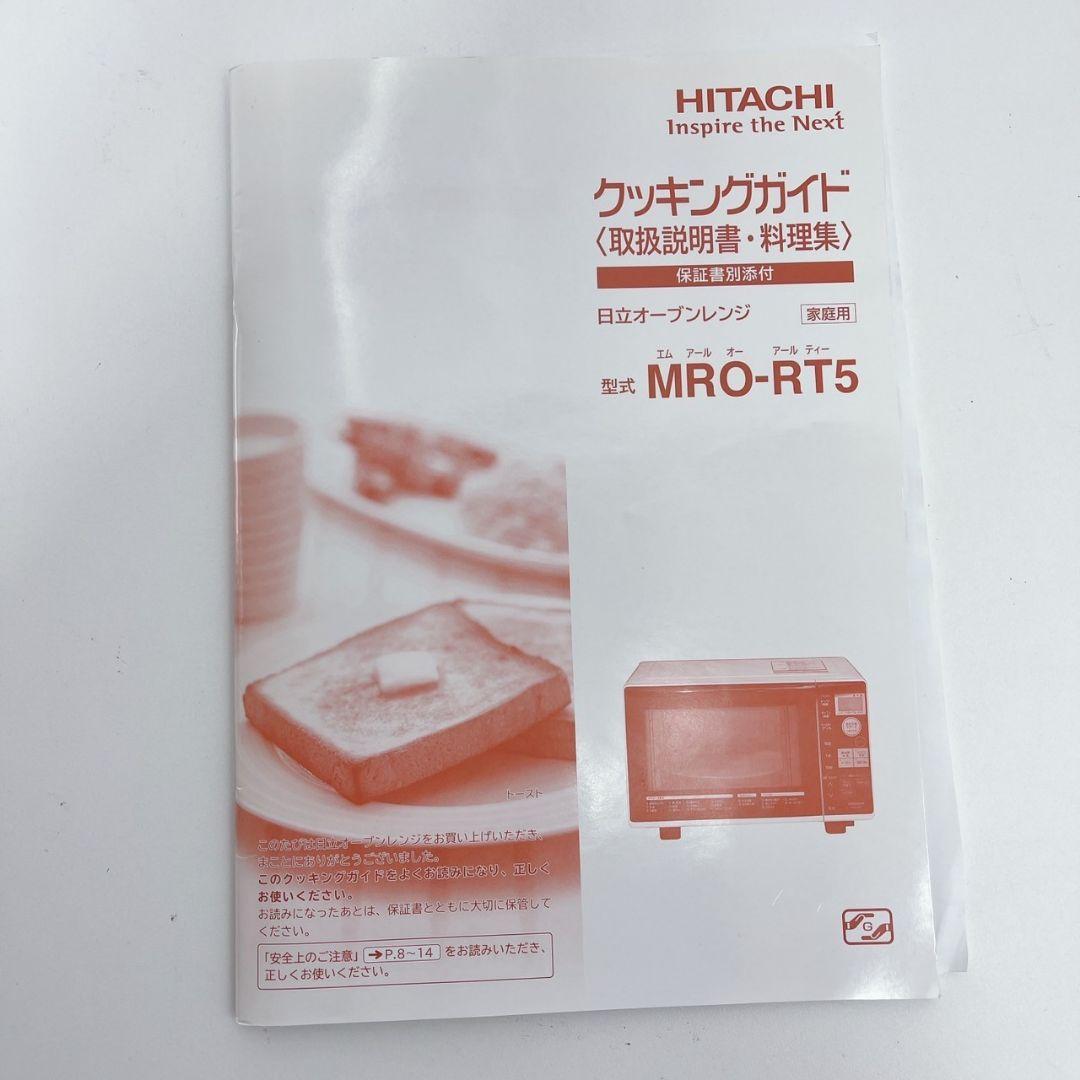 HITACHI
Inspire the Next
クッキングガイド
〈取扱説明書・料理集〉
保証書別添付
日立オーブンレンジ 家庭用
エム アール オー アール ティー
型式 MRO-RT5
トースト
このたびは日立オーブンレンジをお買い上げいただき、
まことにありがとうございました。
このクッキングガイドをよくお読みになり、正しく
お使いください。
お読みになったあとは、保証書とともに大切に保管して
ください。
「安全上のご注意」 ➔P.8~14 をお読みいただき、
正しくお使いください。
G